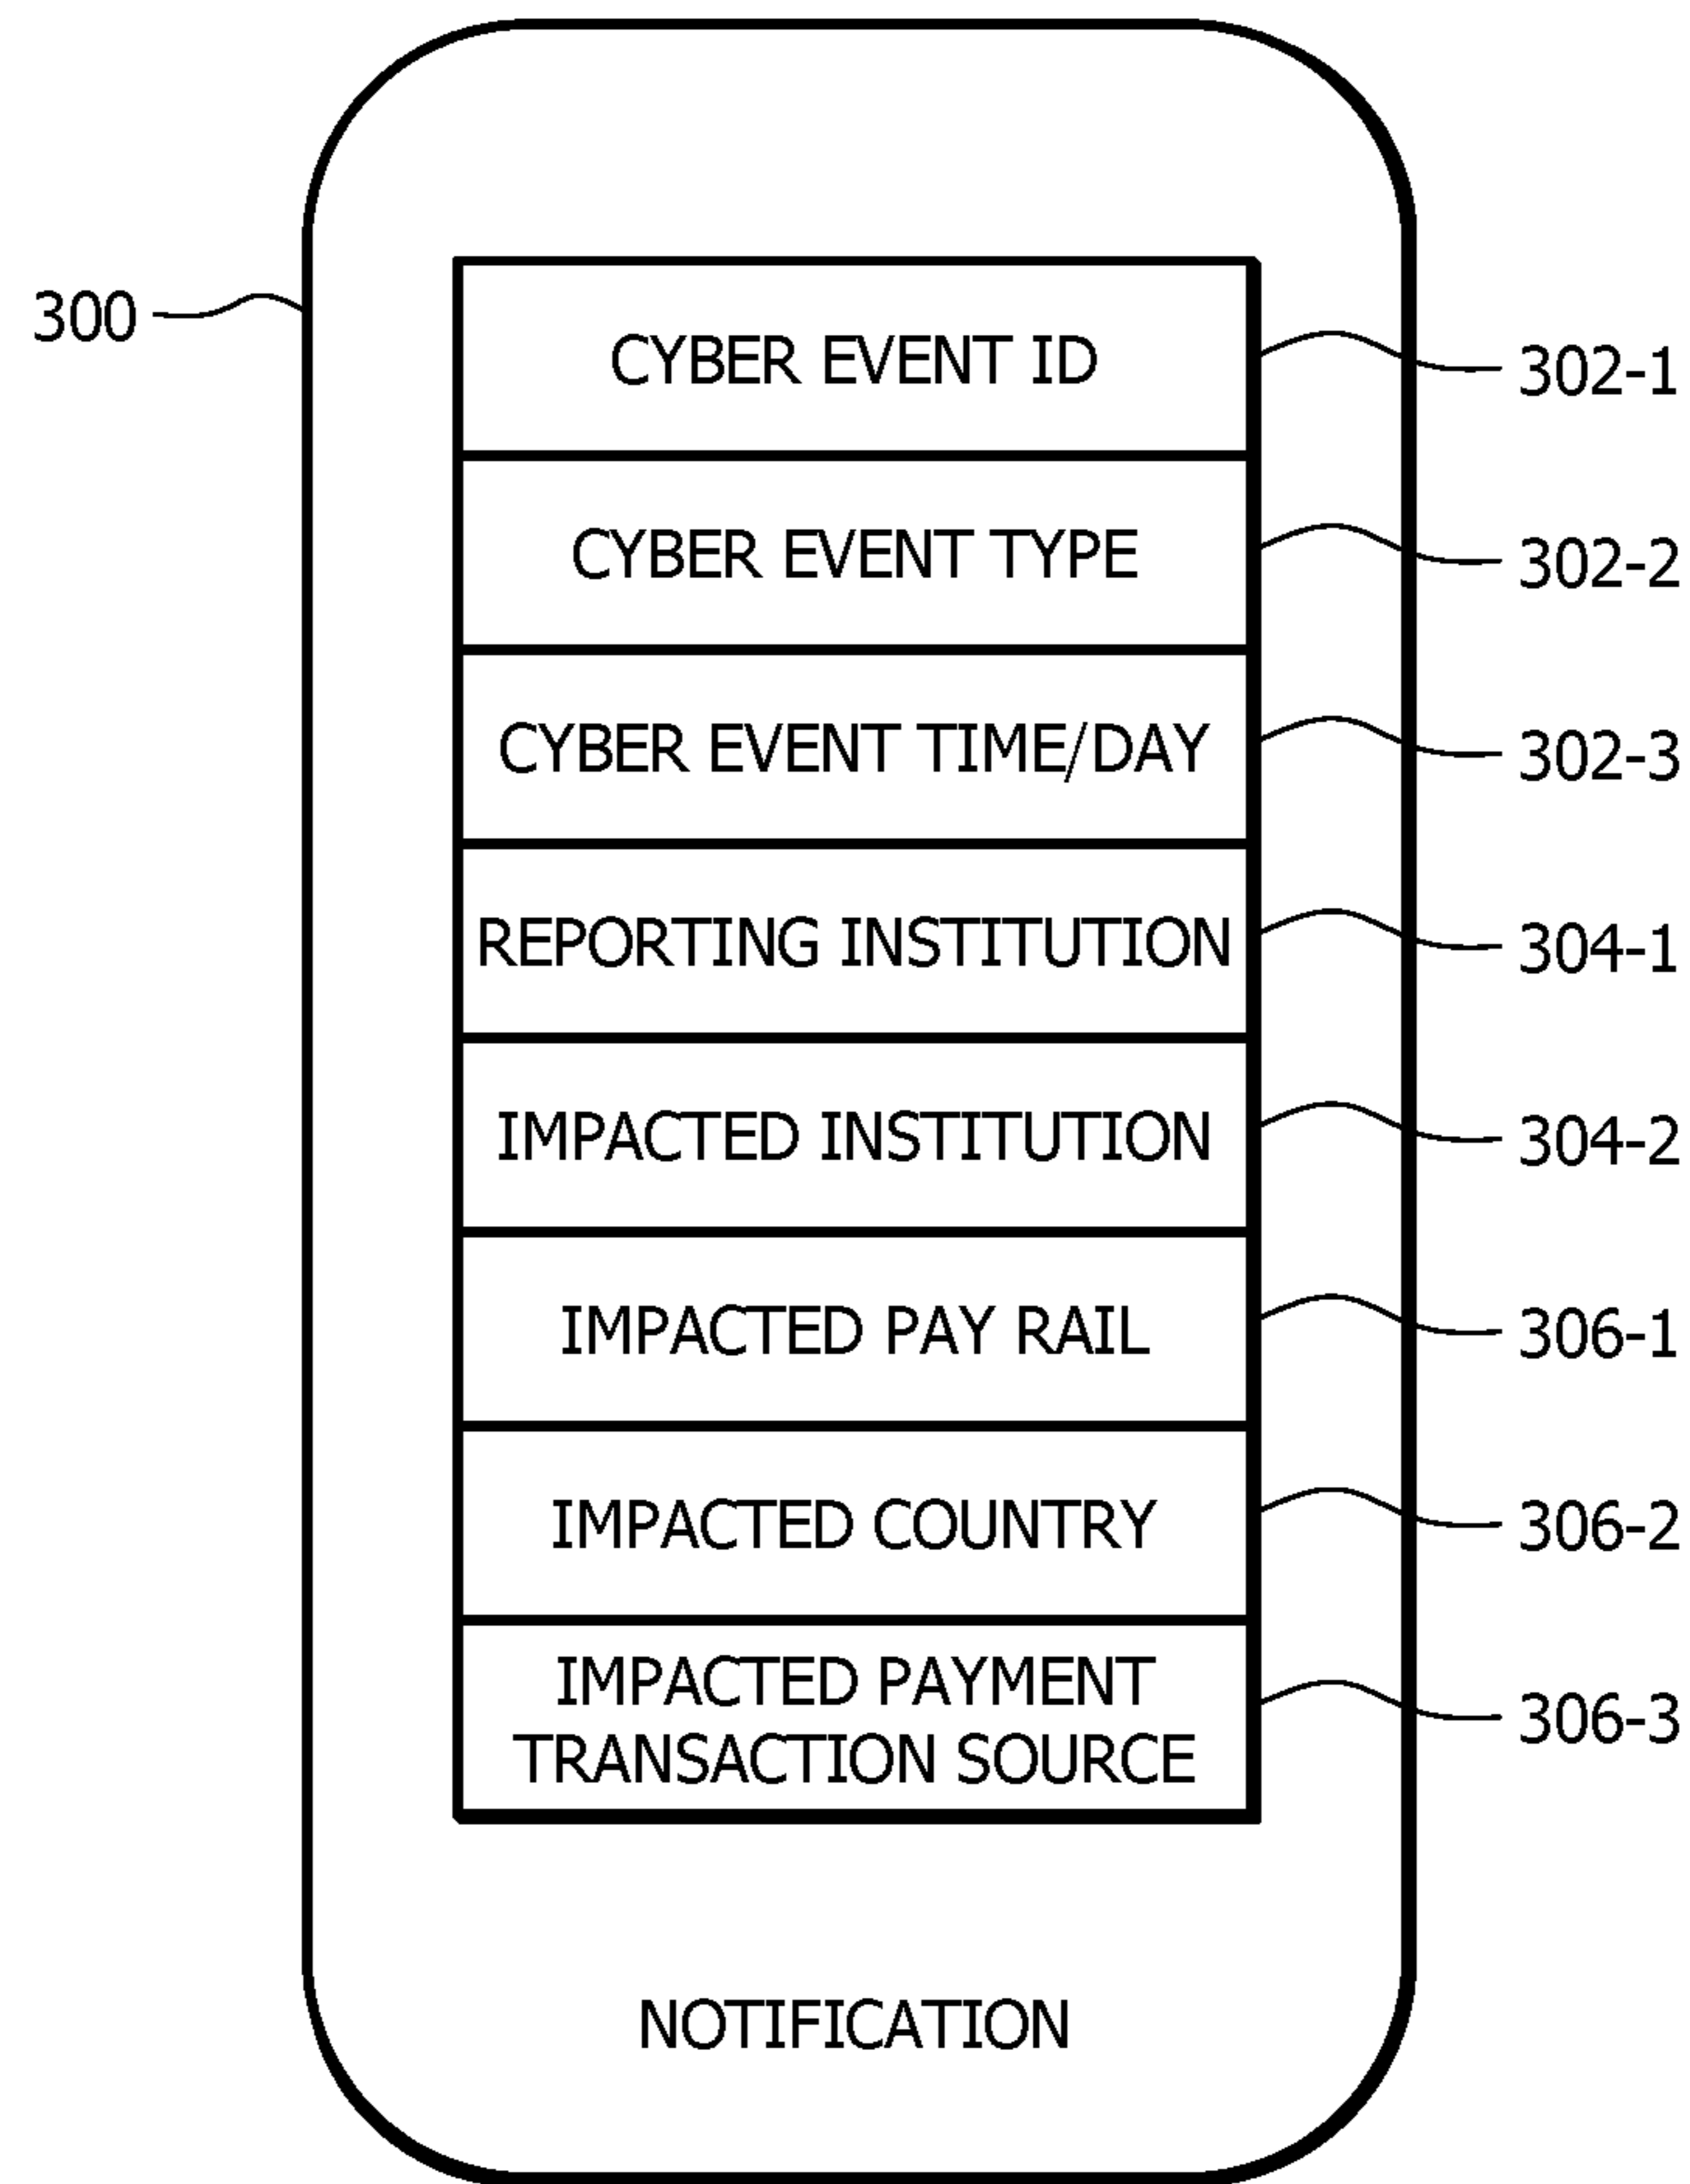 300
CYBER EVENT ID
302-1
CYBER EVENT TYPE
302-2
CYBER EVENT TIME/DAY
302-3
REPORTING INSTITUTION
304-1
IMPACTED INSTITUTION
304-2
IMPACTED PAY RAIL
306-1
IMPACTED COUNTRY
306-2
IMPACTED PAYMENT
TRANSACTION SOURCE
306-3
NOTIFICATION